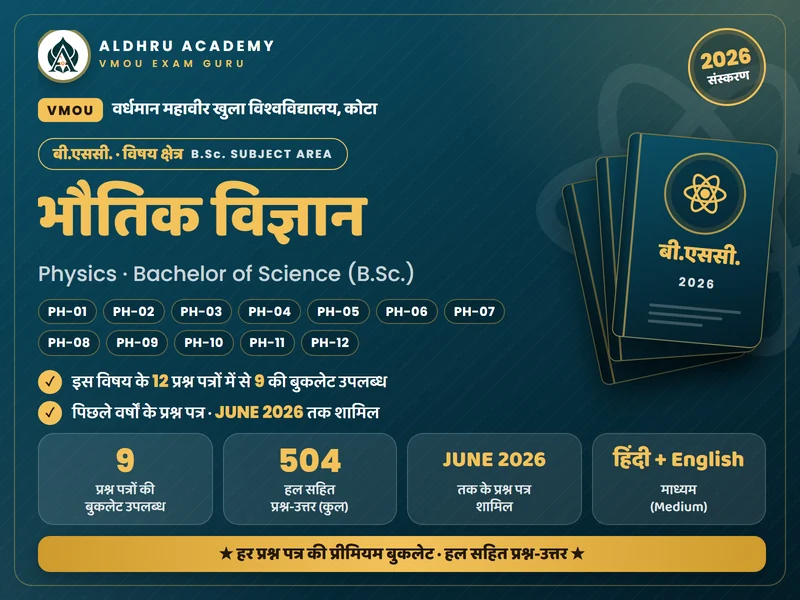 ALDHRU ACADEMY
VMOU EXAM GURU
2026
संस्करण
VMOU वर्धमान महावीर खुला विश्वविद्यालय, कोटा
बी.एससी. · विषय क्षेत्र B.Sc. SUBJECT AREA
भौतिक विज्ञान
Physics · Bachelor of Science (B.Sc.)
PH-01 PH-02 PH-03 PH-04 PH-05 PH-06 PH-07
PH-08 PH-09 PH-10 PH-11 PH-12
बी.एससी.
2026
✓ इस विषय के 12 प्रश्न पत्रों में से 9 की बुकलेट उपलब्ध
✓ पिछले वर्षों के प्रश्न पत्र · JUNE 2026 तक शामिल
9
प्रश्न पत्रों की
बुकलेट उपलब्ध
504
हल सहित
प्रश्न-उत्तर (कुल)
JUNE 2026
तक के प्रश्न पत्र
शामिल
हिंदी + English
माध्यम
(Medium)
★ हर प्रश्न पत्र की प्रीमियम बुकलेट · हल सहित प्रश्न-उत्तर ★